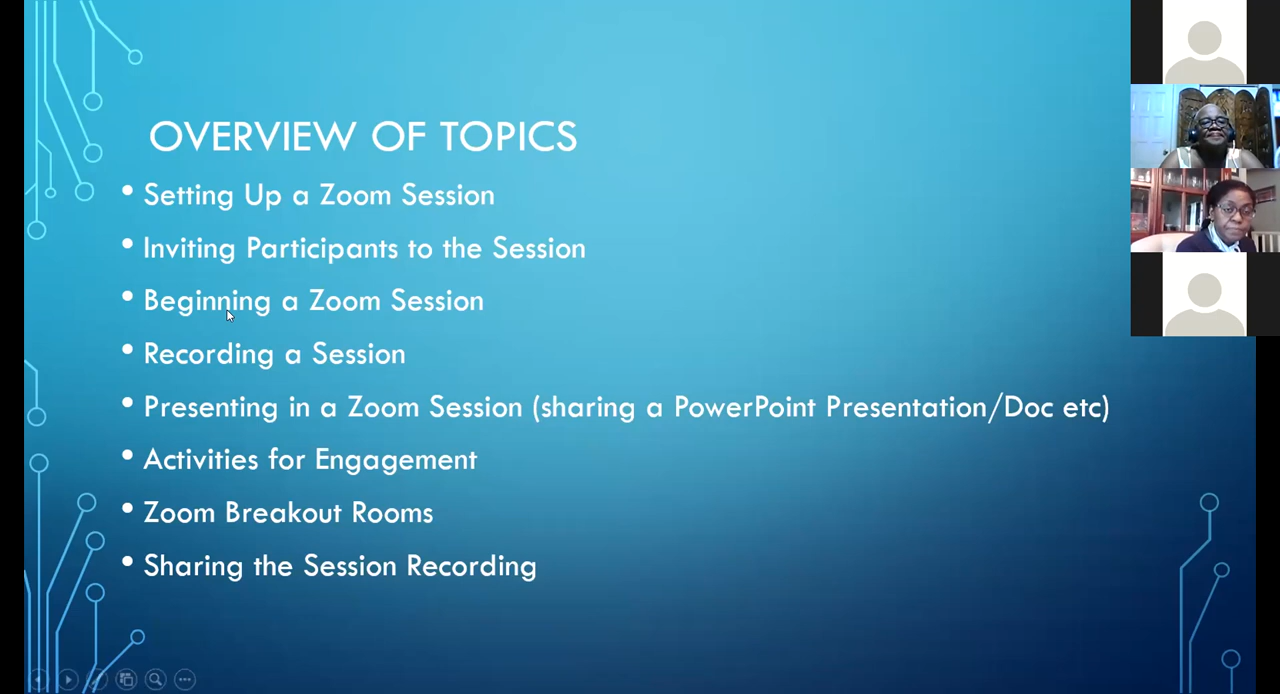 OVERVIEW OF TOPICS
• Setting Up a Zoom Session
• Inviting Participants to the Session
• Beginning a Zoom Session
• Recording a Session
• Presenting in a Zoom Session (sharing a PowerPoint Presentation/Doc etc)
• Activities for Engagement
• Zoom Breakout Rooms
• Sharing the Session Recording